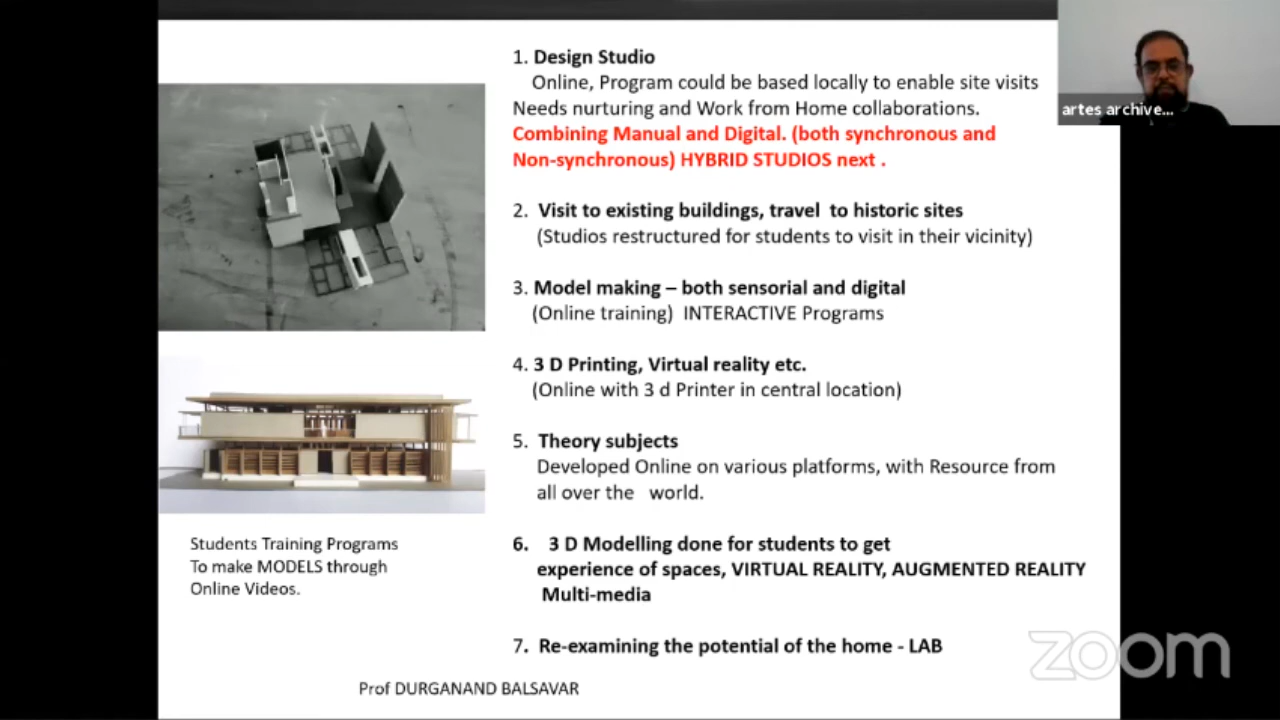 1. Design Studio
Online, Program could be based locally to enable site visits
Needs nurturing and Work from Home collaborations.
Combining Manual and Digital. (both synchronous and
Non-synchronous) HYBRID STUDIOS next .
2. Visit to existing buildings, travel to historic sites
(Studios restructured for students to visit in their vicinity)
3. Model making – both sensorial and digital
(Online training) INTERACTIVE Programs
4. 3 D Printing, Virtual reality etc.
(Online with 3 d Printer in central location)
5. Theory subjects
Developed Online on various platforms, with Resource from
all over the world.
6. 3 D Modelling done for students to get
experience of spaces, VIRTUAL REALITY, AUGMENTED REALITY
Multi-media
7. Re-examining the potential of the home - LAB
Students Training Programs
To make MODELS through
Online Videos.
Prof DURGANAND BALSAVAR
artes archive...
zoom